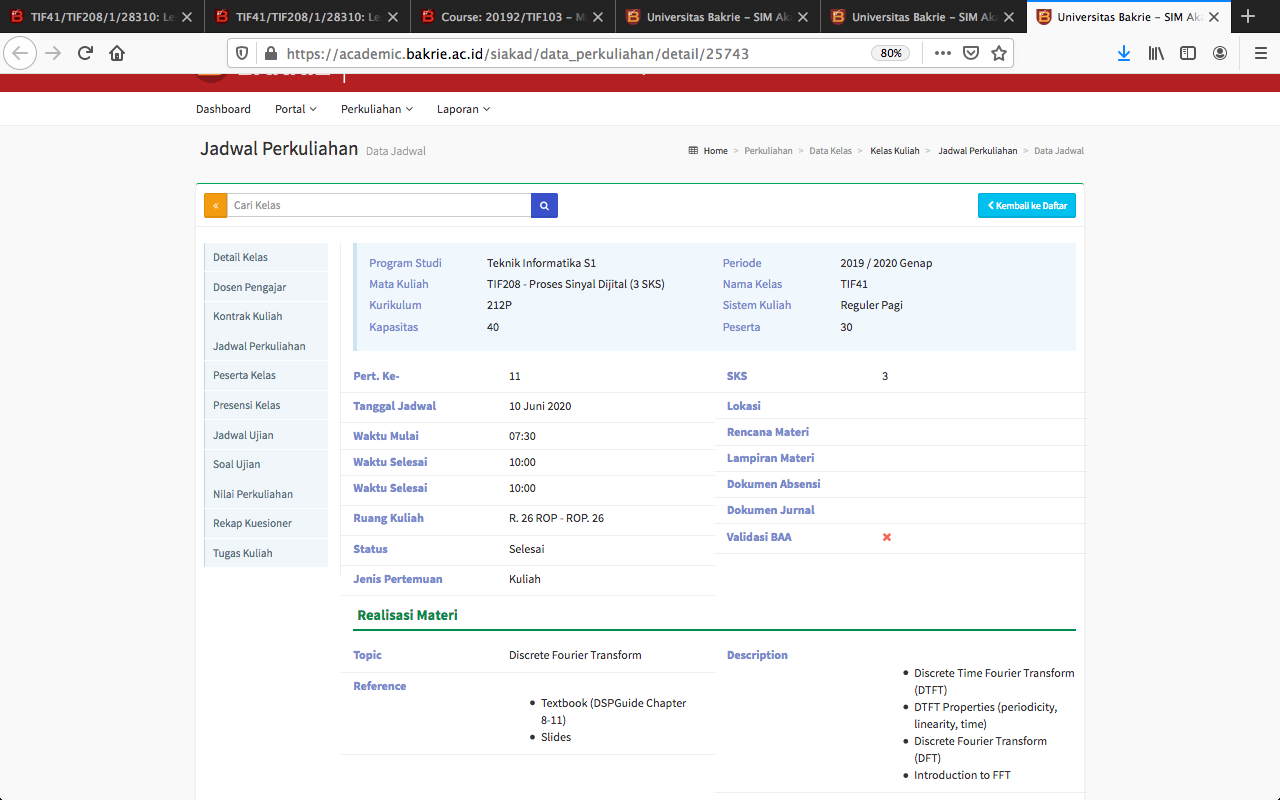 TIF41/TIF208/1/28310: Le
TIF41/TIF208/1/28310: Le
Course: 20192/TIF103 – M
Universitas Bakrie – SIM Aka
Universitas Bakrie – SIM Aka
Universitas Bakrie – SIM Aka
https://academic.bakrie.ac.id/siakad/data_perkuliahan/detail/25743
80%
Dashboard Portal Perkuliahan Laporan
Jadwal Perkuliahan Data Jadwal
Home > Perkuliahan > Data Kelas > Kelas Kuliah > Jadwal Perkuliahan > Data Jadwal
« Cari Kelas
Kembali ke Daftar
Detail Kelas
Dosen Pengajar
Kontrak Kuliah
Jadwal Perkuliahan
Peserta Kelas
Presensi Kelas
Jadwal Ujian
Soal Ujian
Nilai Perkuliahan
Rekap Kuesioner
Tugas Kuliah
Program Studi Teknik Informatika S1
Mata Kuliah TIF208 - Proses Sinyal Dijital (3 SKS)
Kurikulum 212P
Kapasitas 40
Periode 2019 / 2020 Genap
Nama Kelas TIF41
Sistem Kuliah Reguler Pagi
Peserta 30
Pert. Ke- 11
Tanggal Jadwal 10 Juni 2020
Waktu Mulai 07:30
Waktu Selesai 10:00
Waktu Selesai 10:00
Ruang Kuliah R. 26 ROP - ROP. 26
Status Selesai
Jenis Pertemuan Kuliah
SKS 3
Lokasi
Rencana Materi
Lampiran Materi
Dokumen Absensi
Dokumen Jurnal
Validasi BAA
Realisasi Materi
Topic Discrete Fourier Transform
Reference
• Textbook (DSPGuide Chapter
8-11)
• Slides
Description
• Discrete Time Fourier Transform
(DTFT)
• DTFT Properties (periodicity,
linearity, time)
• Discrete Fourier Transform
(DFT)
• Introduction to FFT